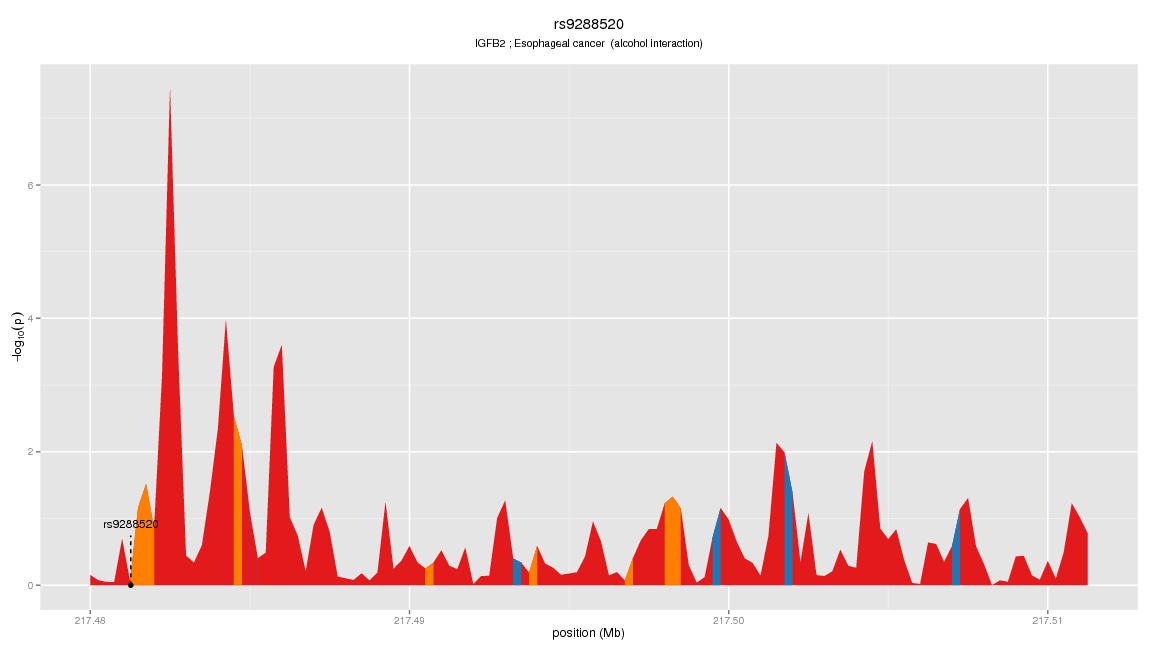 rs9288520
IGFB2 ; Esophageal cancer (alcohol interaction)
−log10(p)
6
4
2
0
rs9288520
217.48 217.49 217.50 217.51
position (Mb)